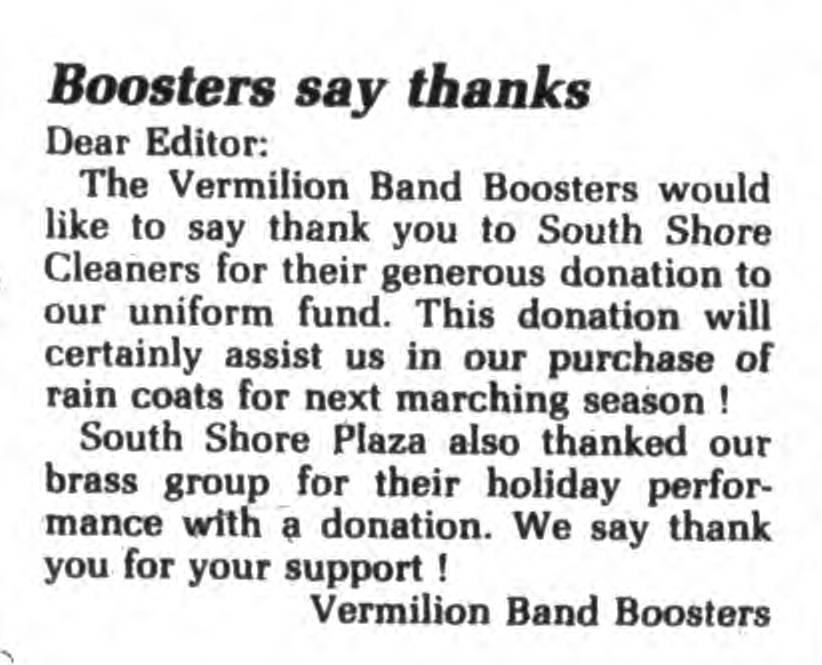 Boosters say thanks
Dear Editor:
The Vermilion Band Boosters would
like to say thank you to South Shore
Cleaners for their generous donation to
our uniform fund. This donation will
certainly assist us in our purchase of
rain coats for next marching season !
South Shore Plaza also thanked our
brass group for their holiday perfor-
mance with a donation. We say thank
you for your support !
Vermilion Band Boosters